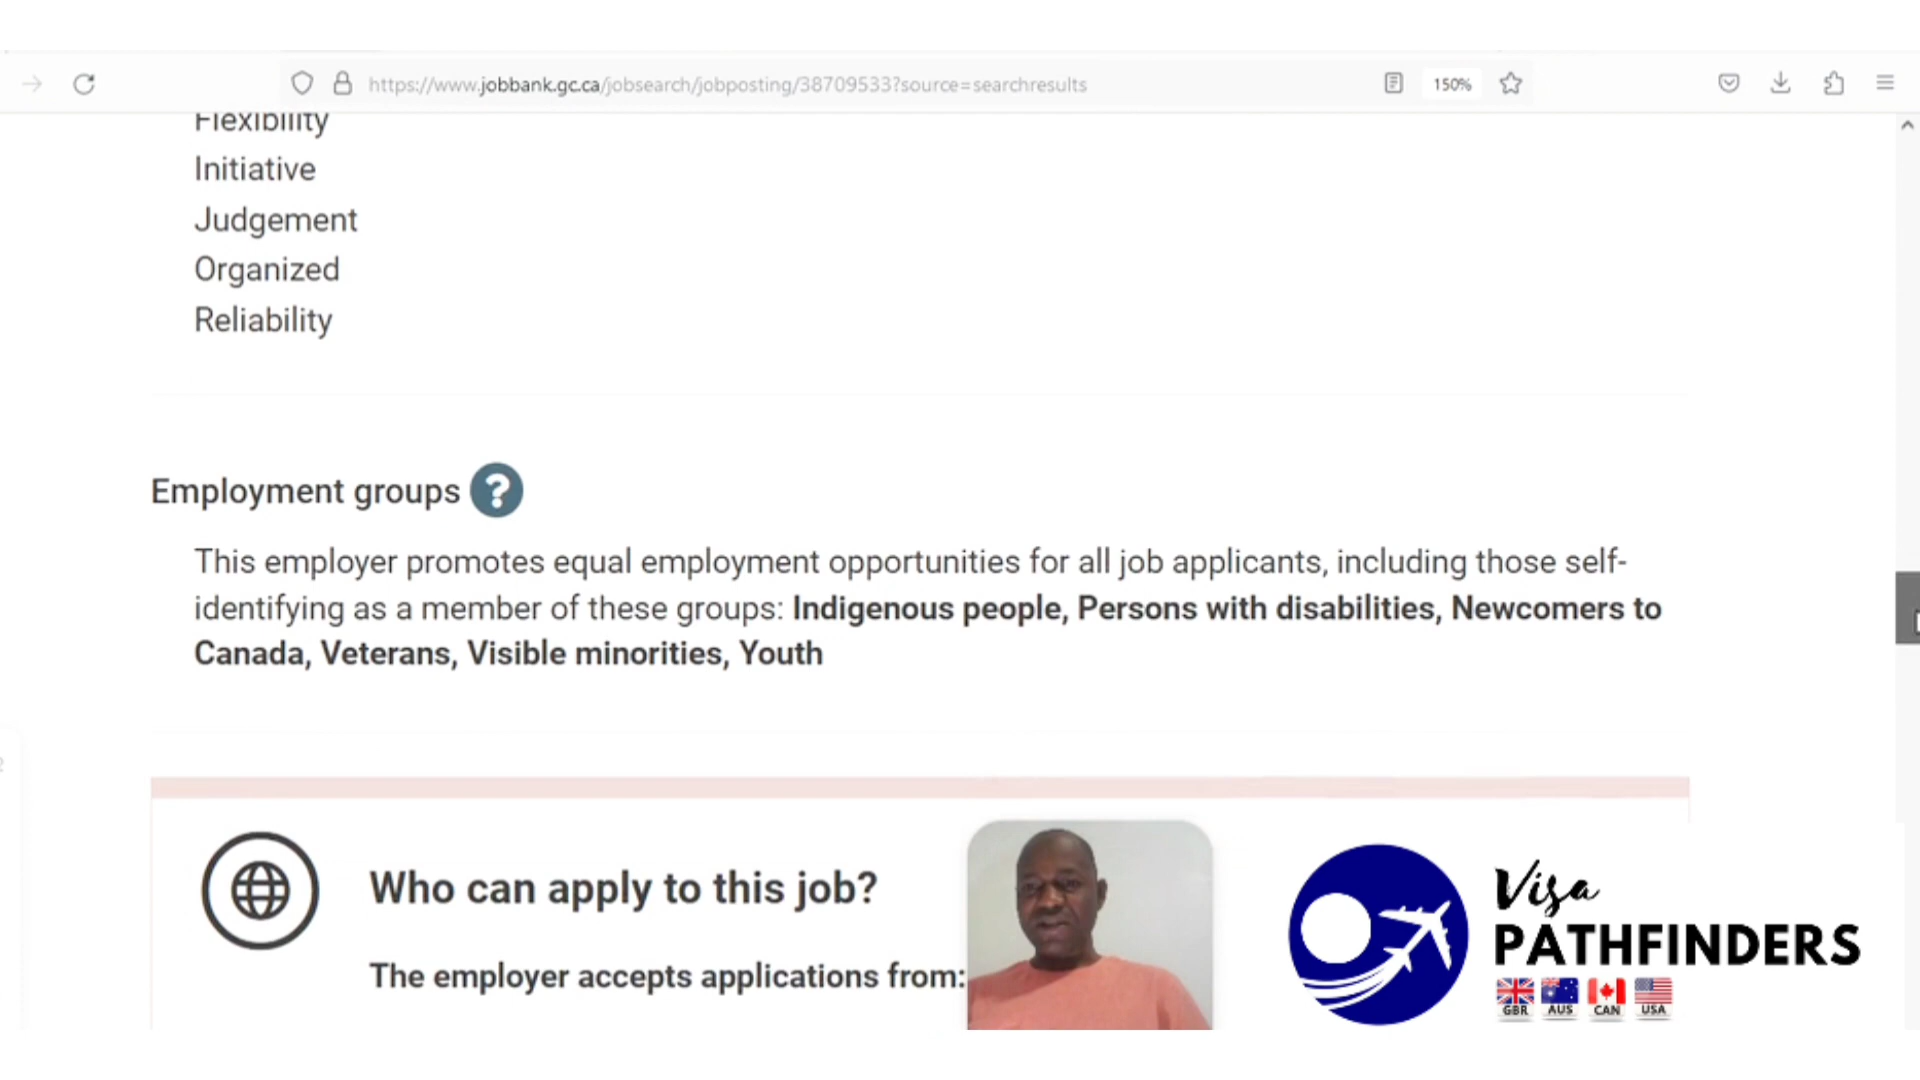 https://www.jobbank.gc.ca/jobsearch/jobposting/38709533?source=searchresults
150%
Flexibility
Initiative
Judgement
Organized
Reliability
Employment groups ?
This employer promotes equal employment opportunities for all job applicants, including those self-
identifying as a member of these groups: Indigenous people, Persons with disabilities, Newcomers to
Canada, Veterans, Visible minorities, Youth
Who can apply to this job?
The employer accepts applications from:
Visa
PATHFINDERS
GBR AUS CAN USA